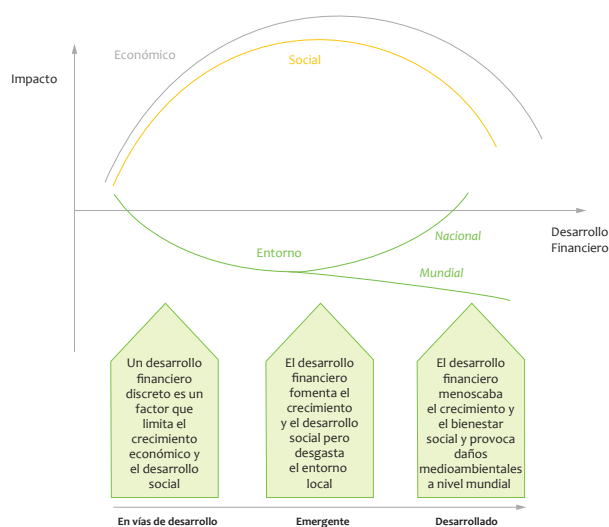 Económico
Social
Impacto
Desarrollo
Financiero
Nacional
Entorno
Mundial
Un desarrollo
financiero
discreto es un
factor que
limita el
crecimiento
económico y
el desarrollo
social
El desarrollo
financiero
fomenta el
crecimiento
y el desarrollo
social pero
desgasta
el entorno
local
El desarrollo
financiero
menoscaba
el crecimiento y
el bienestar
social y provoca
daños
medioambientales
a nivel mundial
En vías de desarrollo
Emergente
Desarrollado